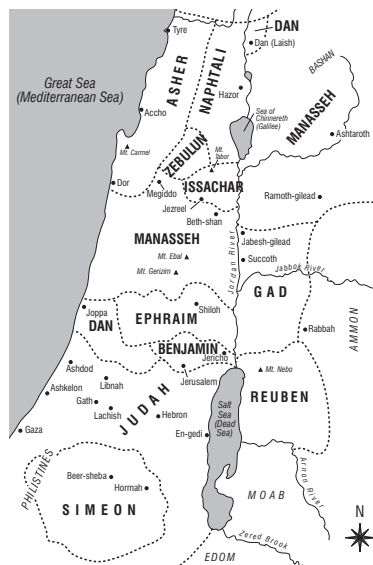 Tyre
DAN
Dan (Laish)
BASHAN
ASHER
NAPHTALI
Great Sea
(Mediterranean Sea)
Hazor
Accho
Sea of
Chinnereth
(Galilee)
MANASSEH
Ashtaroth
Mt. Carmel
ZEBULUN
Mt.
Tabor
Dor
Megiddo
ISSACHAR
Jezreel
Ramoth-gilead
Beth-shan
MANASSEH
Jabesh-gilead
Mt. Ebal
Succoth
Mt. Gerizim
Jordan River
Jabbok River
GAD
Joppa
DAN
EPHRAIM
Shiloh
Rabbah
AMMON
BENJAMIN
Jericho
Ashdod
Jerusalem
Mt. Nebo
Ashkelon
Libnah
REUBEN
Gath
Lachish
JUDAH
Hebron
Salt
Sea
(Dead
Sea)
Gaza
En-gedi
PHILISTINES
Beer-sheba
Hormah
SIMEON
MOAB
Arnon River
N
Zered Brook
EDOM